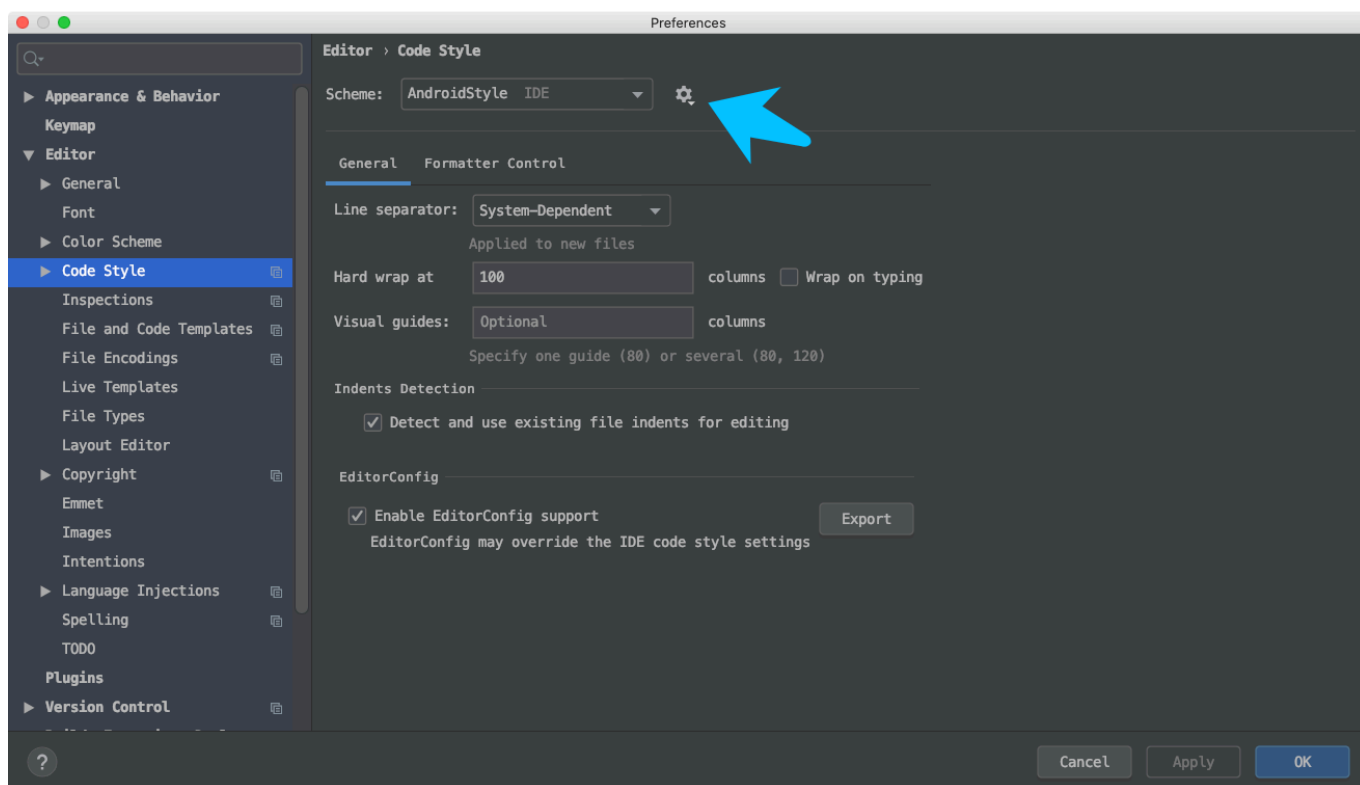 Preferences
Editor › Code Style
Scheme: AndroidStyle IDE
Appearance & Behavior
Keymap
Editor
General
Font
Color Scheme
Code Style
Inspections
File and Code Templates
File Encodings
Live Templates
File Types
Layout Editor
Copyright
Emmet
Images
Intentions
Language Injections
Spelling
TODO
Plugins
Version Control
General Formatter Control
Line separator: System-Dependent
Applied to new files
Hard wrap at 100 columns Wrap on typing
Visual guides: Optional columns
Specify one guide (80) or several (80, 120)
Indents Detection
Detect and use existing file indents for editing
EditorConfig
Enable EditorConfig support Export
EditorConfig may override the IDE code style settings
? Cancel Apply OK